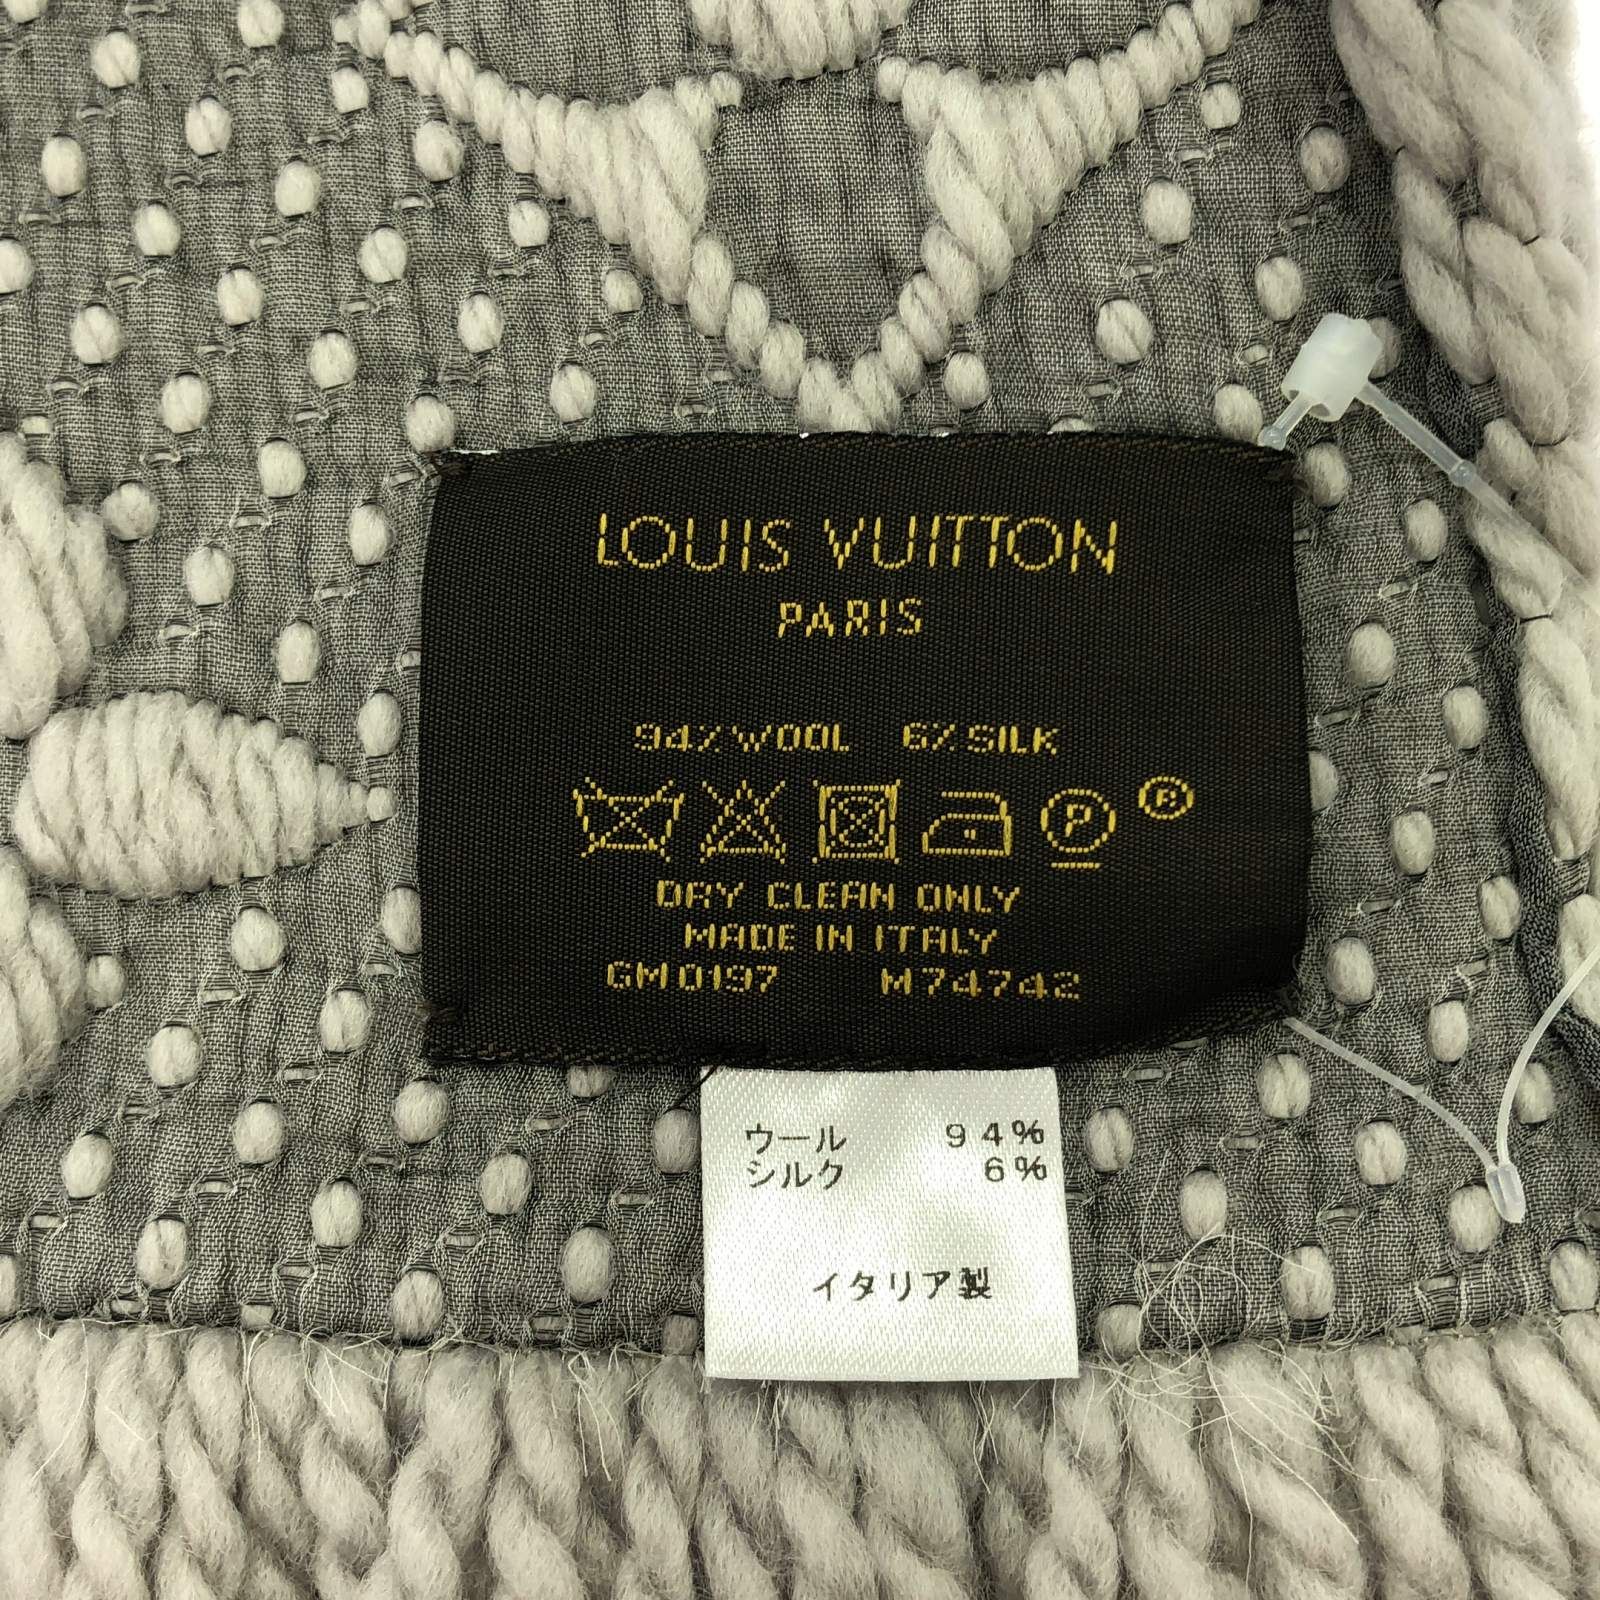 LOUIS VUITTON
PARIS
94% WOOL 6% SILK
P R
DRY CLEAN ONLY
MADE IN ITALY
GM0197 M74742
ウール 94%
シルク 6%
イタリア製